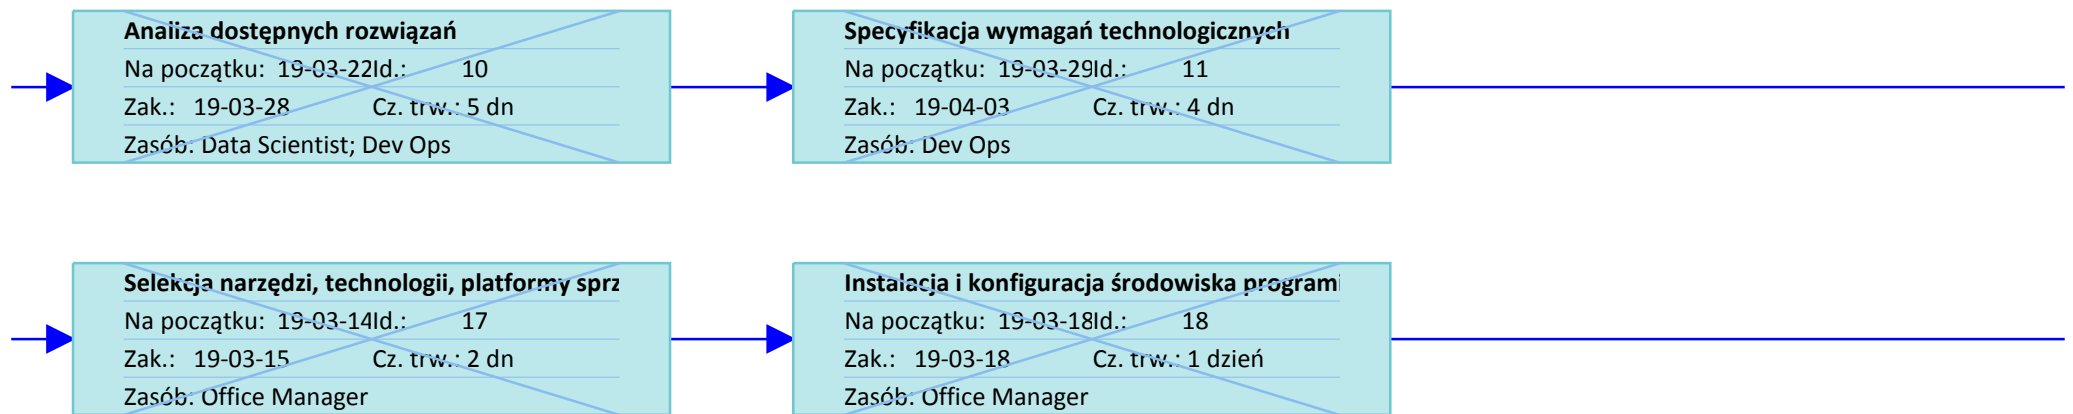 Analiza dostępnych rozwiązań
Na początku: 19-03-22Id.: 10
Zak.: 19-03-28 Cz. trw.: 5 dn
Zasób: Data Scientist; Dev Ops
Specyfikacja wymagań technologicznych
Na początku: 19-03-29Id.: 11
Zak.: 19-04-03 Cz. trw.: 4 dn
Zasób: Dev Ops
Selekcja narzędzi, technologii, platformy sprz
Na początku: 19-03-14Id.: 17
Zak.: 19-03-15 Cz. trw.: 2 dn
Zasób: Office Manager
Instalacja i konfiguracja środowiska programi
Na początku: 19-03-18Id.: 18
Zak.: 19-03-18 Cz. trw.: 1 dzień
Zasób: Office Manager